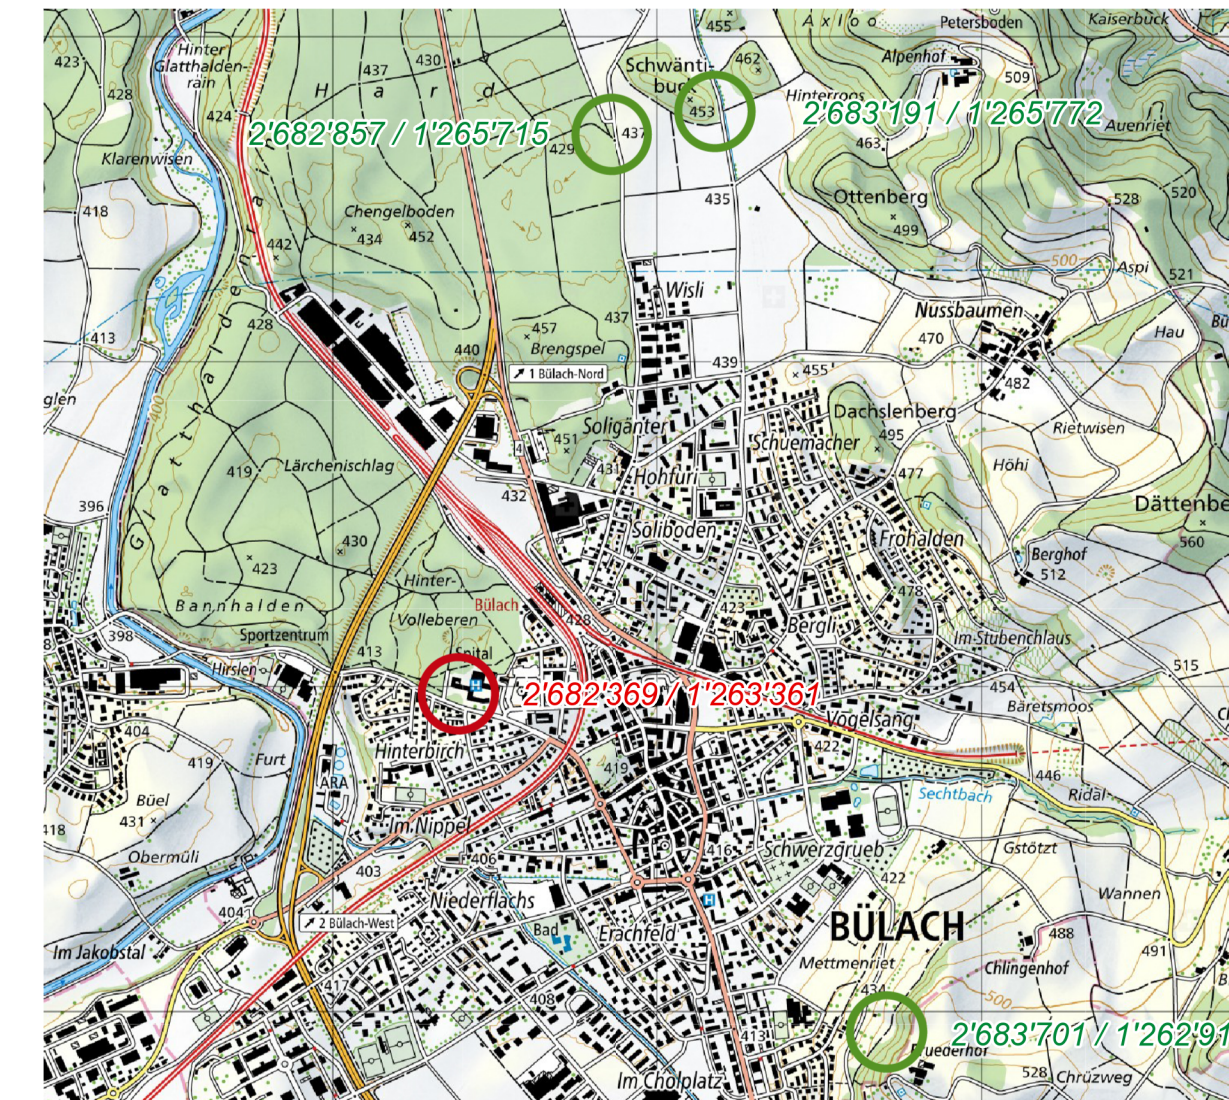 455
Axloo
Petersboden
Kaiserbuck
423
Hinter
Glatthalden-
rain
437
430
Schwänti-
buck
462
Alpenhof
509
428
Hard
424
453
Hinterroos
2'682'857 / 1'265'715
437
2'683'191 / 1'265'772
Auenriet
429
463
Klarenwisen
418
Chengelboden
434
452
435
Ottenberg
499
528
520
442
500
Aspi
521
Glatthaldenrain
Wisli
428
457
437
Nussbaumen
Hau
413
440
Brengspel
439
470
1 Bülach-Nord
455
482
glen
400
Dachslenberg
Soligänter
451
Schuemacher
495
Rietwisen
419
Lärchenischlag
431
Höhi
477
Hohfuri
396
432
Dättenbe
Glatthalden
430
Soliboden
Frohalden
560
Berghof
423
512
Hinter-
478
Bannhalden
Bülach
423
Volleberen
428
Bergli
398
Sportzentrum
Im Stubenchlaus
413
Spital
515
Hirslen
2'682'369 / 1'263'361
454
Bäretsmoos
404
Vogelsang
Hinterbirch
422
419
Furt
419
446
ARA
Sechtbach
Ridäl
Büel
431
418
Im Nippel
Obermüli
406
416
Schwerzgrueb
Gstötzt
403
422
Wannen
Niederflachs
404
2 Bülach-West
BÜLACH
Bad
Erachfeld
488
491
Im Jakobstal
Chlingenhof
Mettmenriet
417
434
500
408
413
2'683'701 / 1'262'91
Bruederhof
528
Chrüzweg
Im Cholplatz